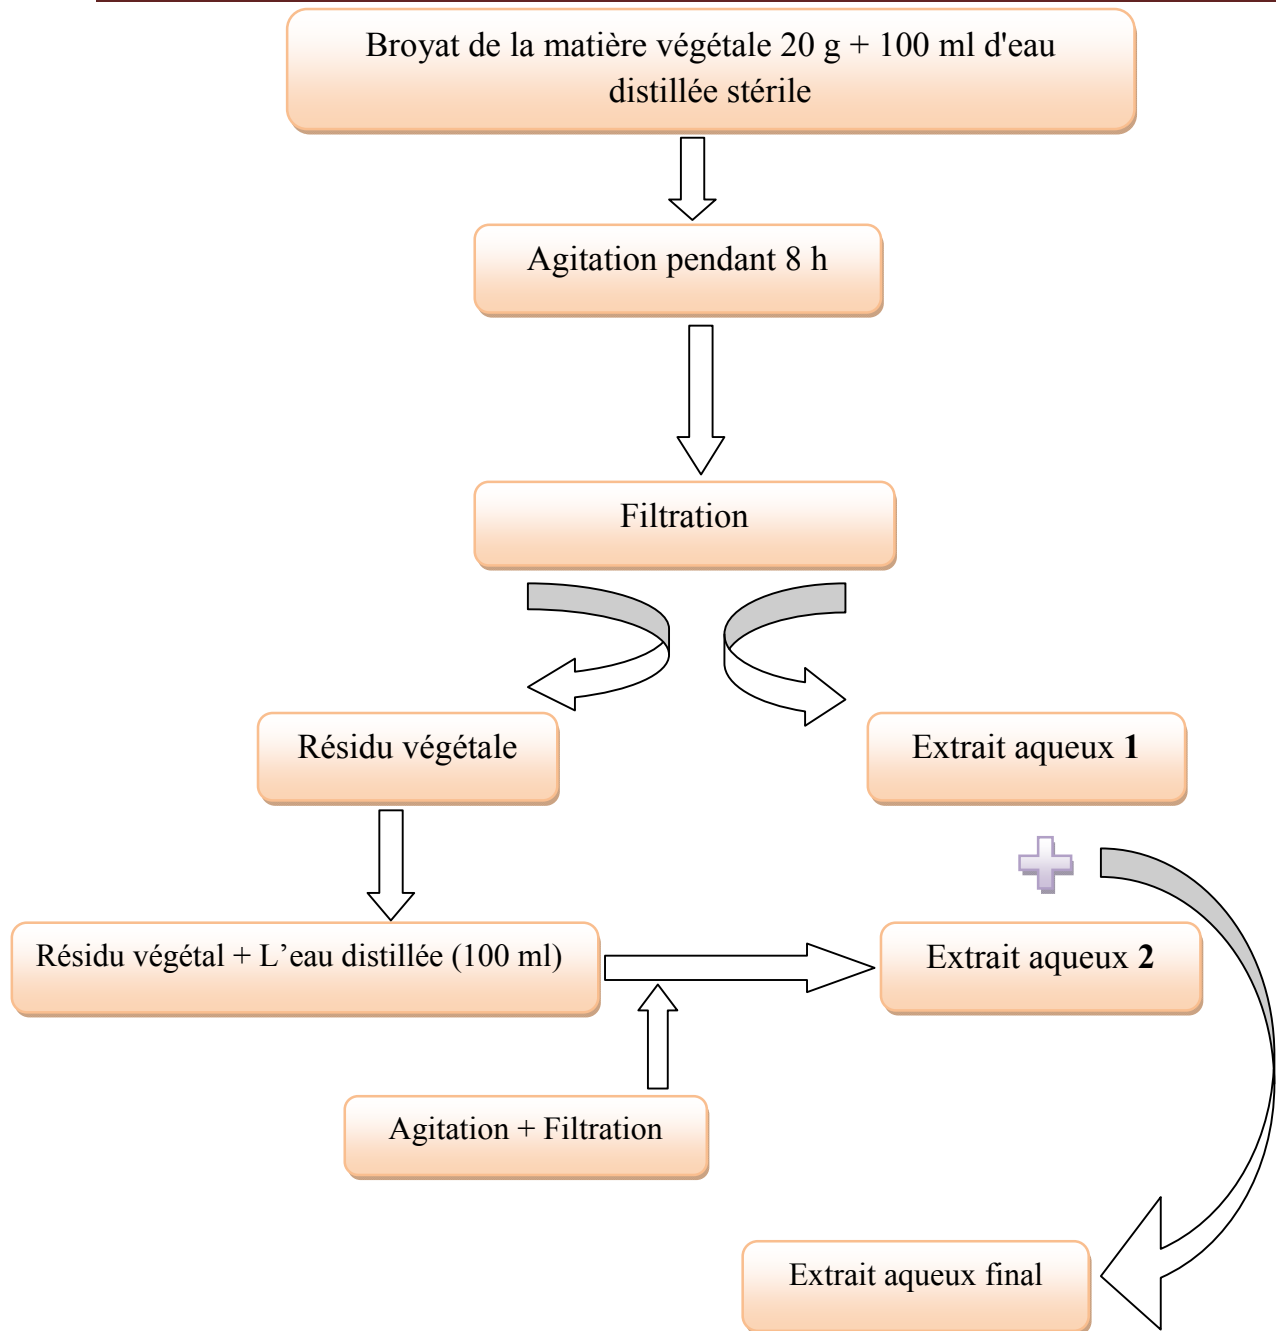 Broyat de la matière végétale 20 g + 100 ml d'eau
distillée stérile
Agitation pendant 8 h
Filtration
Résidu végétale
Extrait aqueux 1
Résidu végétal + L’eau distillée (100 ml)
Extrait aqueux 2
Agitation + Filtration
Extrait aqueux final